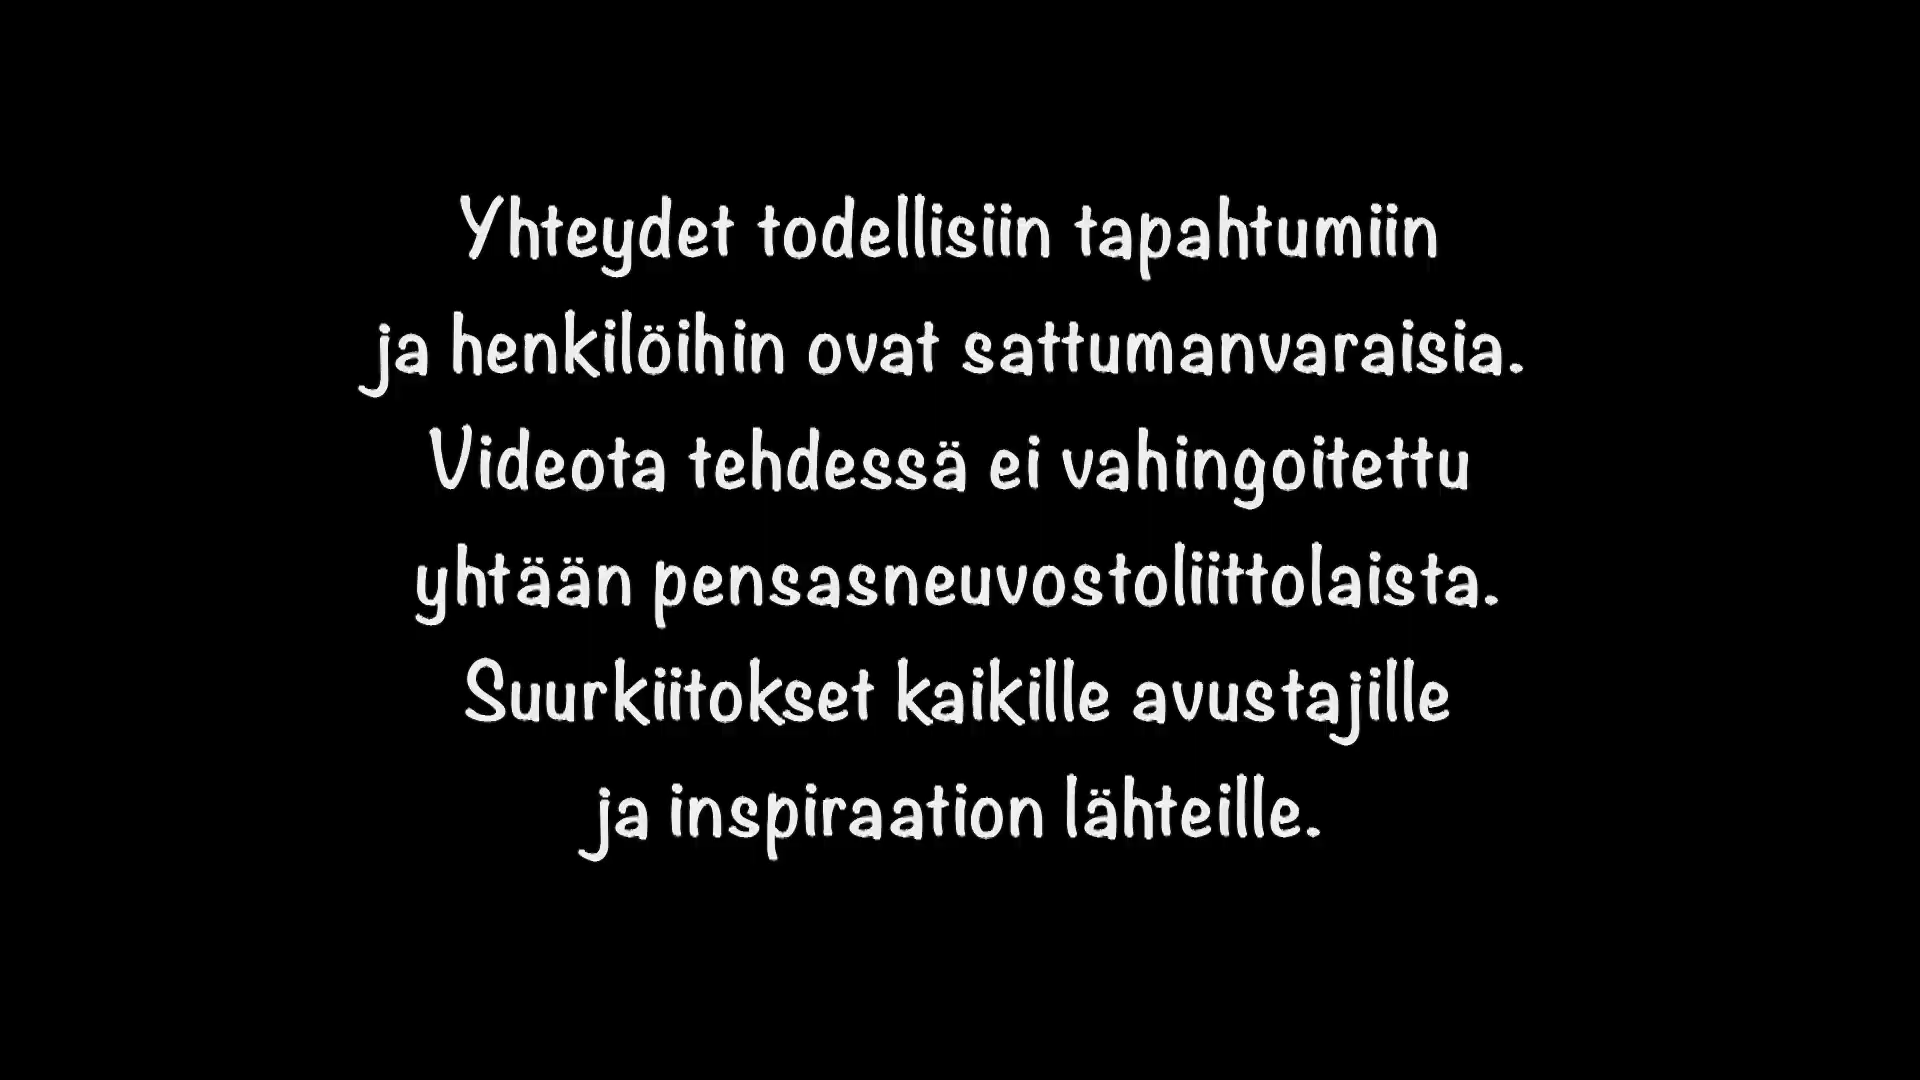 Yhteydet todellisiin tapahtumiin
ja henkilöihin ovat sattumanvaraisia.
Videota tehdessä ei vahingoitettu
yhtään pensasneuvostoliittolaista.
Suurkiitokset kaikille avustajille
ja inspiraation lähteille.